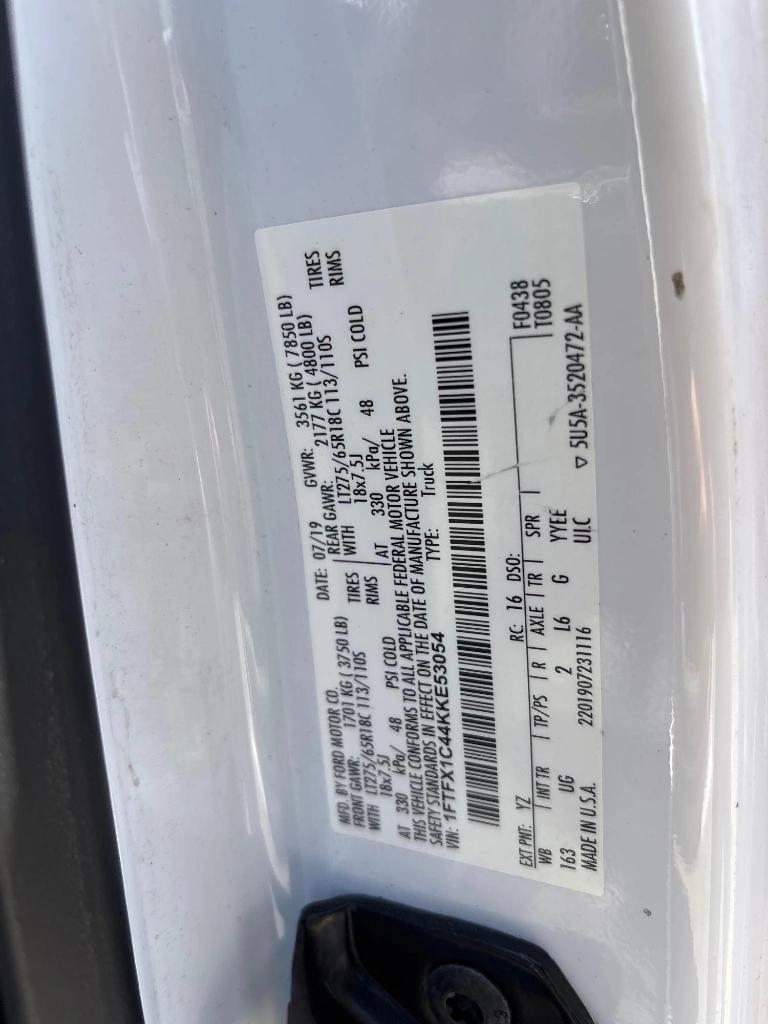 MFD. BY FORD MOTOR CO.
DATE: 07/19 GVWR: 3561 KG ( 7850 LB)
FRONT GAWR: 1701 KG ( 3750 LB) REAR GAWR: 2177 KG ( 4800 LB)
WITH LT275/65R18C 113/110S TIRES WITH LT275/65R18C 113/110S TIRES
18x7.5J RIMS 18x7.5J RIMS
AT 330 kPa/ 48 PSI COLD AT 330 kPa/ 48 PSI COLD
THIS VEHICLE CONFORMS TO ALL APPLICABLE FEDERAL MOTOR VEHICLE
SAFETY STANDARDS IN EFFECT ON THE DATE OF MANUFACTURE SHOWN ABOVE.
VIN: 1FTFX1C44KKE53054 TYPE: Truck
EXT PNT: YZ RC: 16 DSO: F0438
WB INT TR TP/PS R AXLE TR SPR T0805
163 UG 2 L6 G YYEE
MADE IN U.S.A. 2201907231116 UIC ▽ 5U5A-3520472-AA